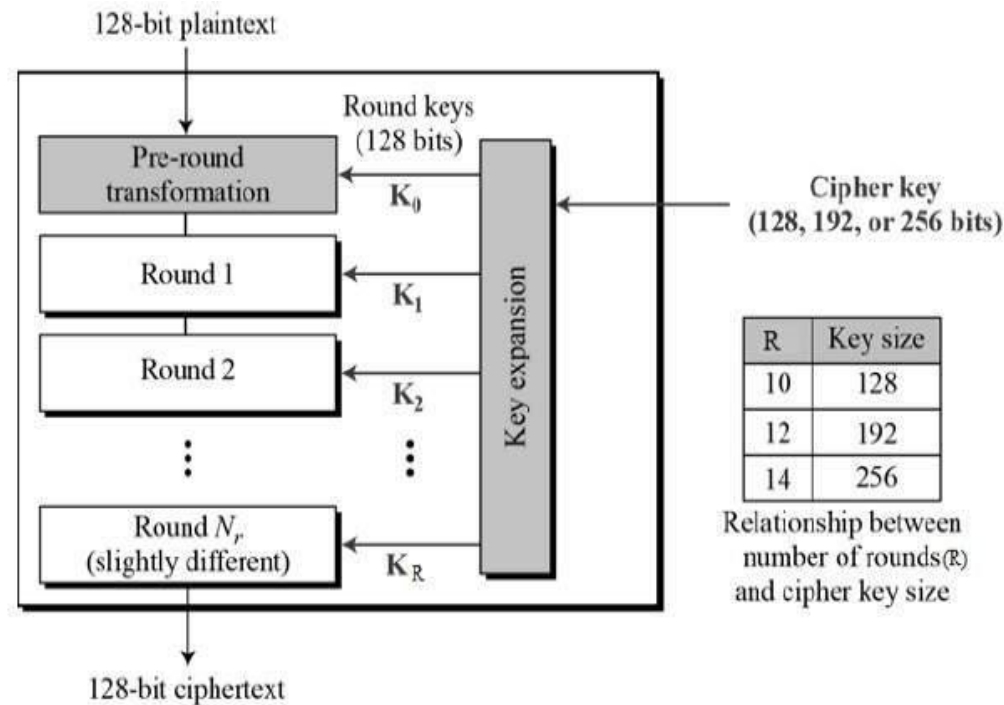 128-bit plaintext
Round keys
(128 bits)
Pre-round
transformation
K₀
Cipher key
(128, 192, or 256 bits)
Round 1
K₁
Key expansion
Round 2
K₂
R Key size
10 128
12 192
14 256
Relationship between
number of rounds(R)
and cipher key size
Round Nᵣ
(slightly different)
K_R
128-bit ciphertext